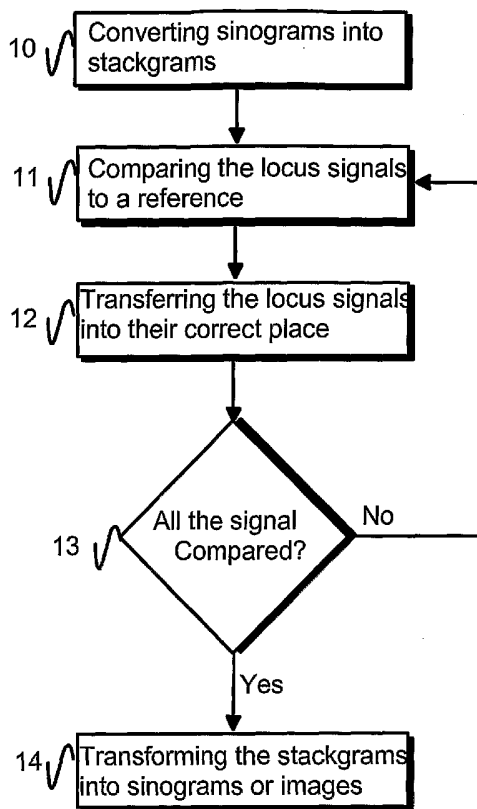 10
Converting sinograms into
stackgrams
11
Comparing the locus signals
to a reference
12
Transferring the locus signals
into their correct place
13
All the signal
Compared?
No
Yes
14
Transforming the stackgrams
into sinograms or images